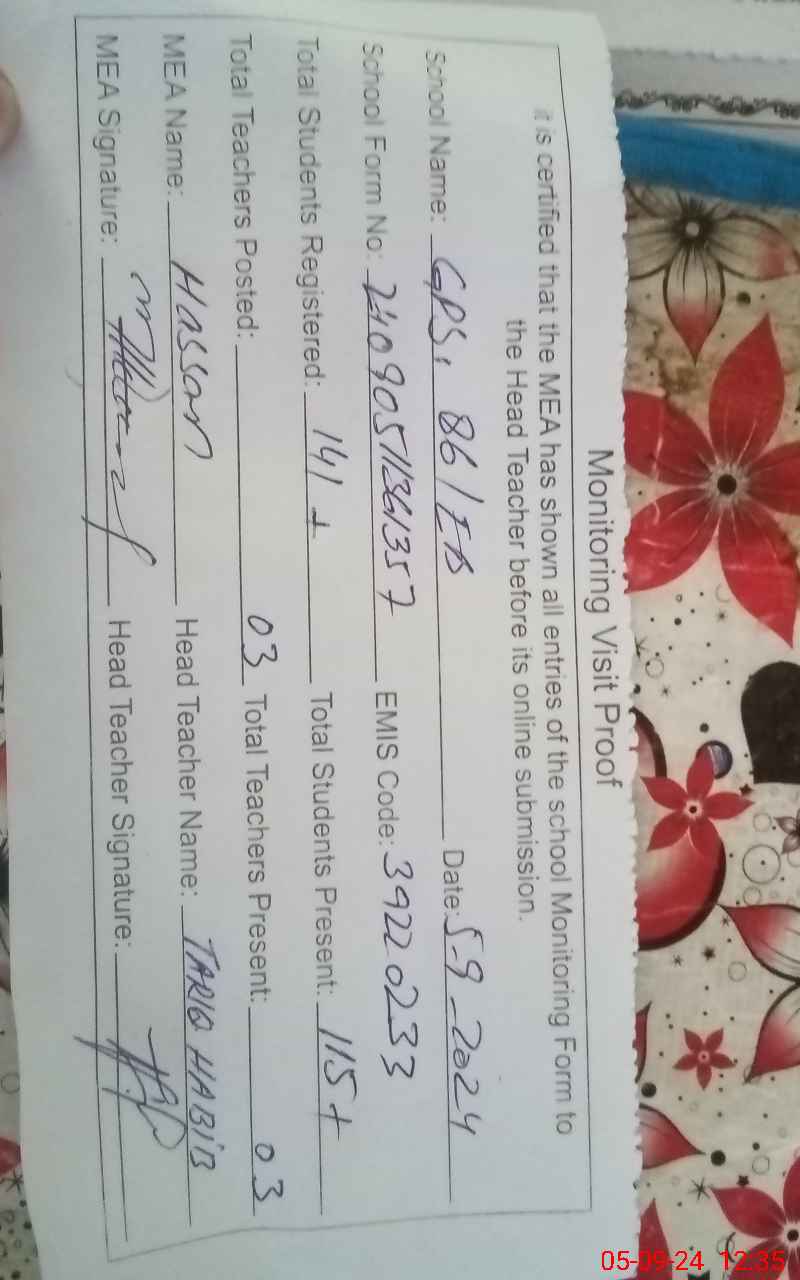 Monitoring Visit Proof
it is certified that the MEA has shown all entries of the school Monitoring Form to
the Head Teacher before its online submission.
School Name: GPS, 86/EB Date: 5-9-2024
School Form No: 24090511361357 EMIS Code: 39220233
Total Students Registered: 141+ Total Students Present: 115+
Total Teachers Posted: 03 Total Teachers Present: 03
MEA Name: Hassan Head Teacher Name: TARIQ HABIB
MEA Signature: Head Teacher Signature:
05-09-24 12:35